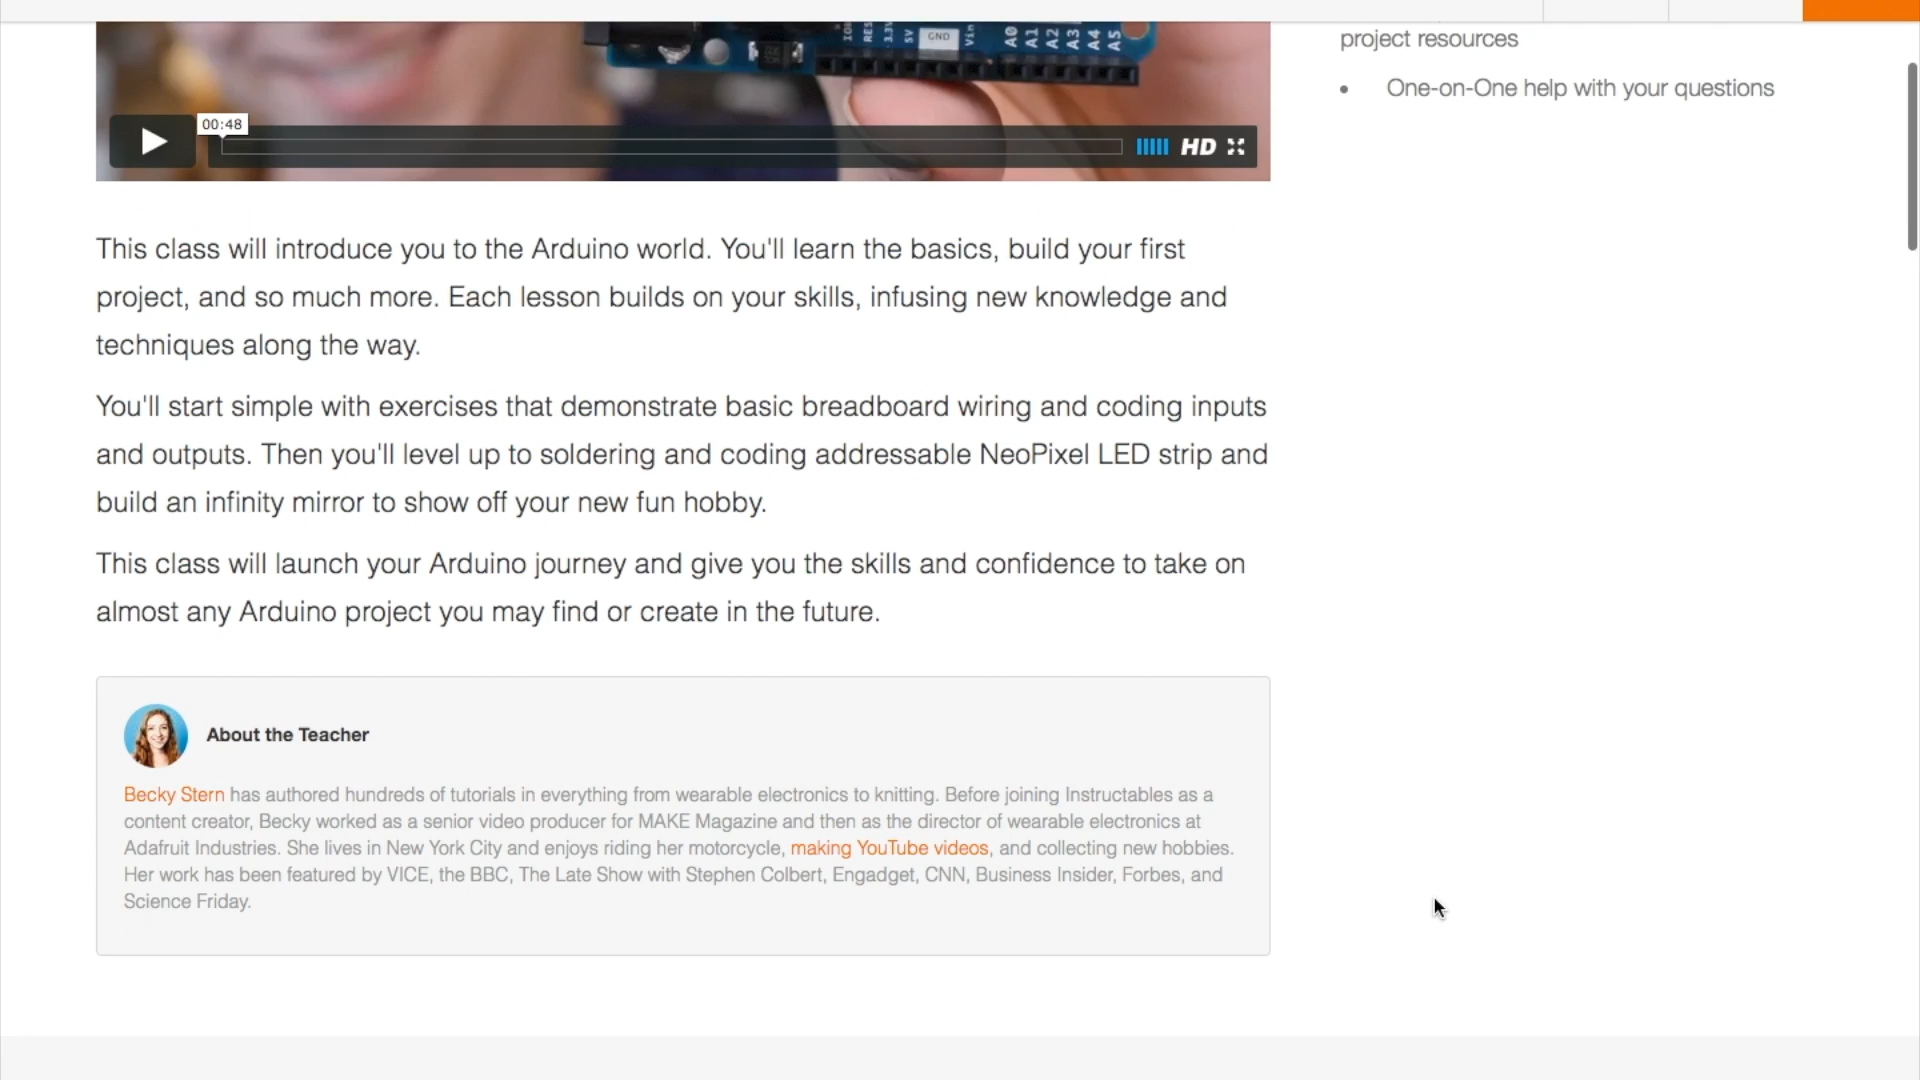 5V
GND
Vin
A0
A1
A2
A3
A4
A5
00:48
HD
project resources
• One-on-One help with your questions
This class will introduce you to the Arduino world. You'll learn the basics, build your first
project, and so much more. Each lesson builds on your skills, infusing new knowledge and
techniques along the way.
You'll start simple with exercises that demonstrate basic breadboard wiring and coding inputs
and outputs. Then you'll level up to soldering and coding addressable NeoPixel LED strip and
build an infinity mirror to show off your new fun hobby.
This class will launch your Arduino journey and give you the skills and confidence to take on
almost any Arduino project you may find or create in the future.
About the Teacher
Becky Stern has authored hundreds of tutorials in everything from wearable electronics to knitting. Before joining Instructables as a
content creator, Becky worked as a senior video producer for MAKE Magazine and then as the director of wearable electronics at
Adafruit Industries. She lives in New York City and enjoys riding her motorcycle, making YouTube videos, and collecting new hobbies.
Her work has been featured by VICE, the BBC, The Late Show with Stephen Colbert, Engadget, CNN, Business Insider, Forbes, and
Science Friday.